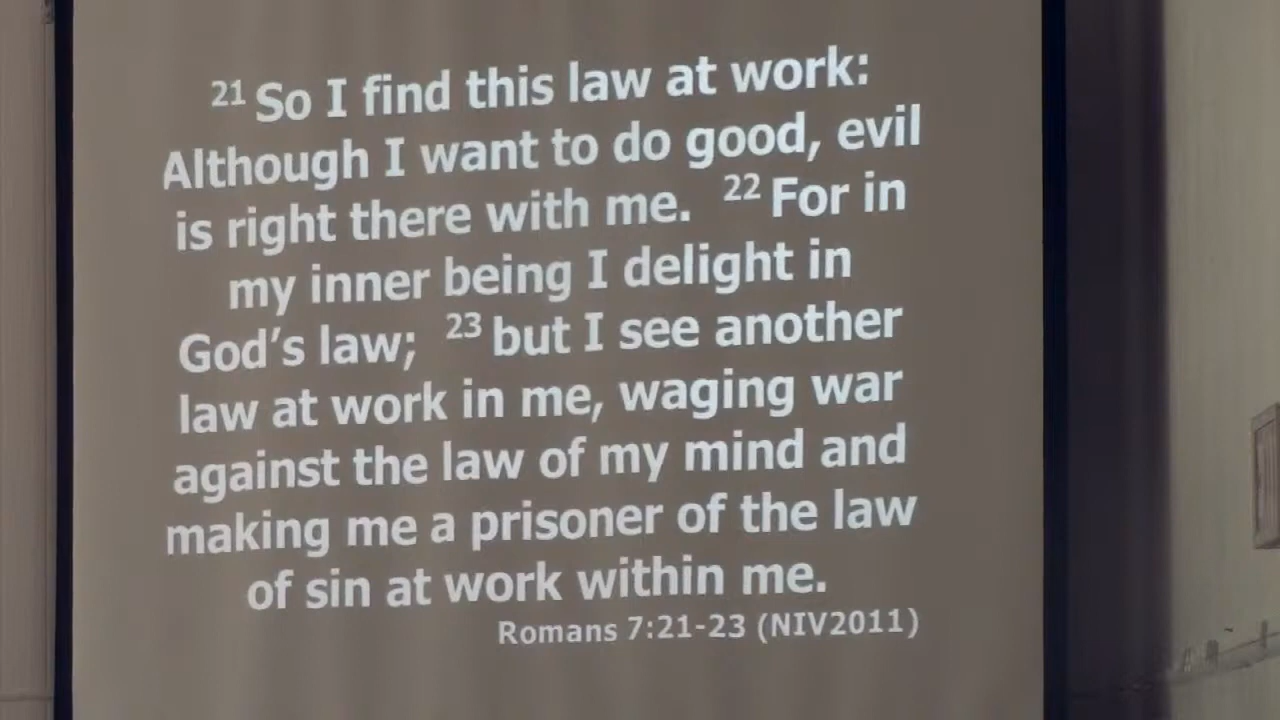 21 So I find this law at work:
Although I want to do good, evil
is right there with me. 22 For in
my inner being I delight in
God’s law; 23 but I see another
law at work in me, waging war
against the law of my mind and
making me a prisoner of the law
of sin at work within me.
Romans 7:21-23 (NIV2011)